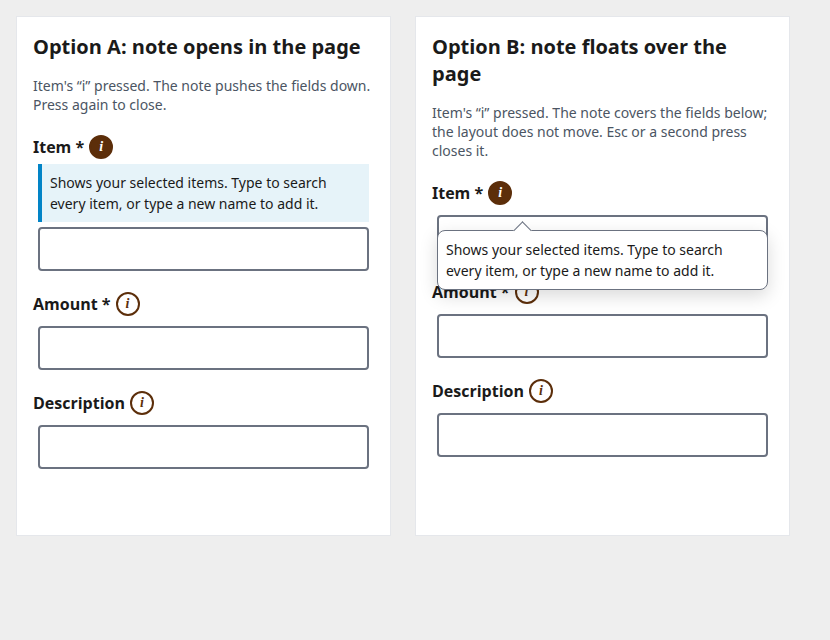 Option A: note opens in the page
Item's “i” pressed. The note pushes the fields down.
Press again to close.
Item * i
Shows your selected items. Type to search
every item, or type a new name to add it.
Amount * i
Description i
Option B: note floats over the
page
Item's “i” pressed. The note covers the fields below;
the layout does not move. Esc or a second press
closes it.
Item * i
Shows your selected items. Type to search
every item, or type a new name to add it.
Amount * i
Description i